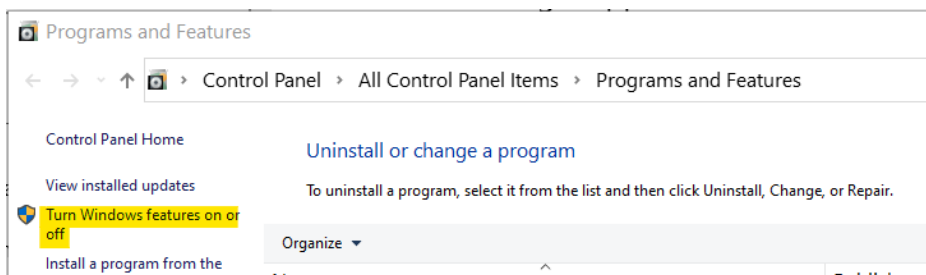 Programs and Features
Control Panel > All Control Panel Items > Programs and Features
Control Panel Home
Uninstall or change a program
View installed updates
To uninstall a program, select it from the list and then click Uninstall, Change, or Repair.
Turn Windows features on or
off
Organize
Install a program from the